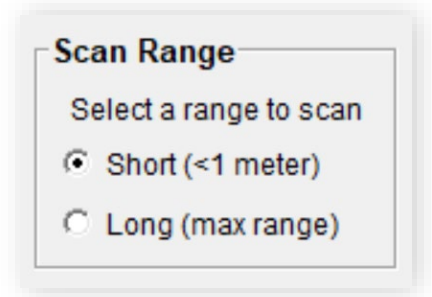 Scan Range
Select a range to scan
Short (<1 meter)
Long (max range)